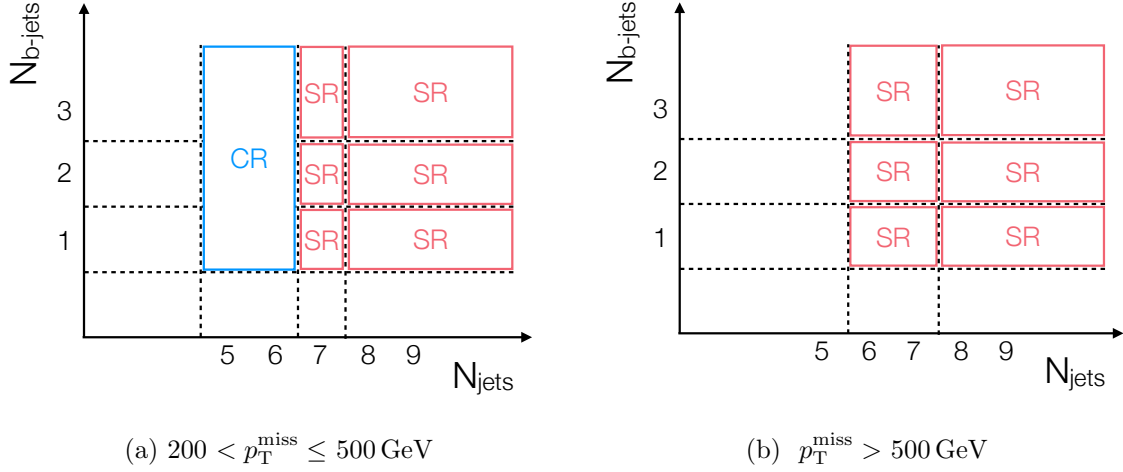 N_b-jets
3
2
1
CR
SR
SR
SR
SR
SR
SR
5 6 7 8 9
N_jets
(a) 200 < p_T^miss ≤ 500 GeV
N_b-jets
3
2
1
SR
SR
SR
SR
SR
SR
5 6 7 8 9
N_jets
(b) p_T^miss > 500 GeV